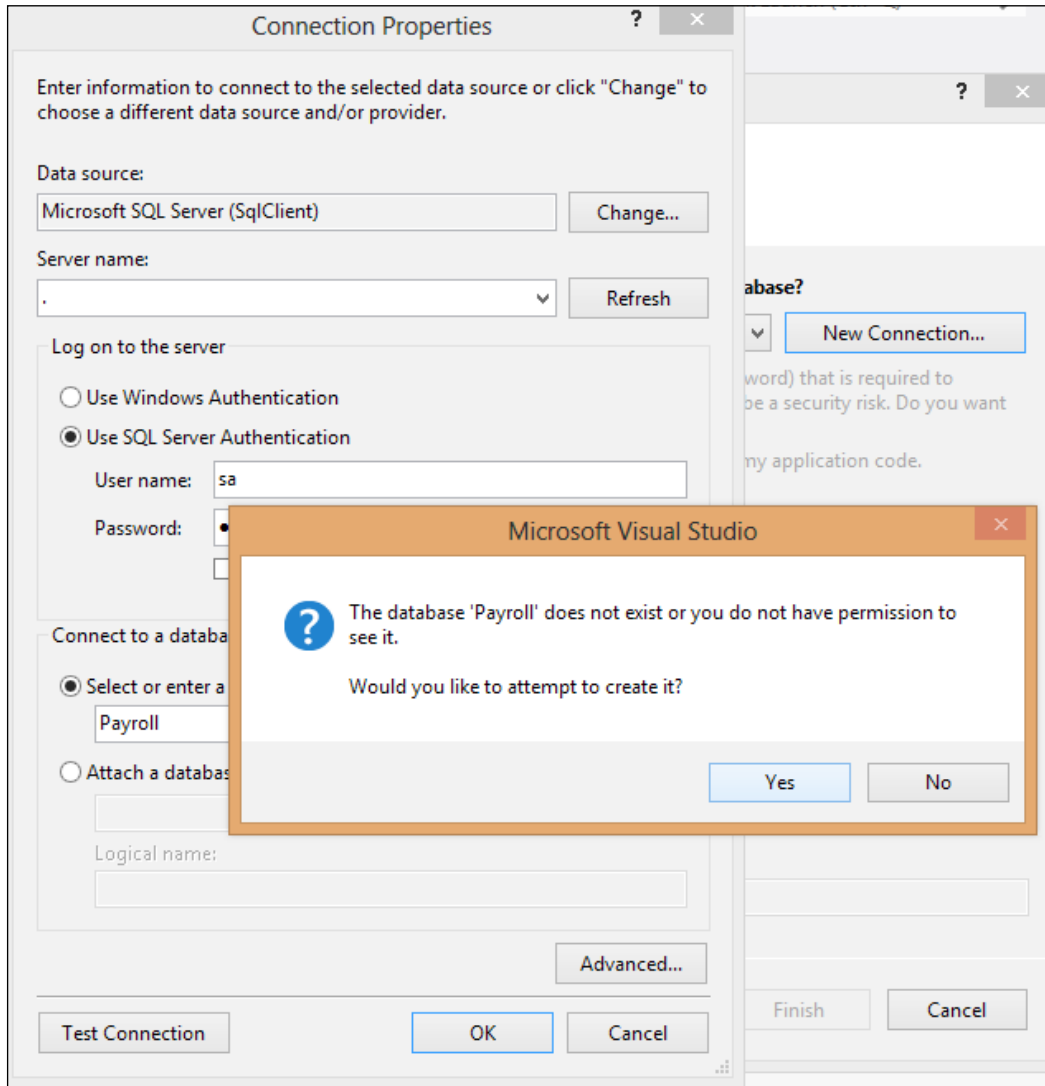 Connection Properties
?
Enter information to connect to the selected data source or click "Change" to
choose a different data source and/or provider.
?
Data source:
Microsoft SQL Server (SqlClient)
Change...
Server name:
.
Refresh
abase?
New Connection...
Log on to the server
Use Windows Authentication
word) that is required to
be a security risk. Do you want
Use SQL Server Authentication
my application code.
User name:
sa
Password:
Microsoft Visual Studio
?
The database 'Payroll' does not exist or you do not have permission to
see it.
Would you like to attempt to create it?
Yes
No
Connect to a databa
Select or enter a
Payroll
Attach a databas
Logical name:
Advanced...
Test Connection
OK
Cancel
Finish
Cancel